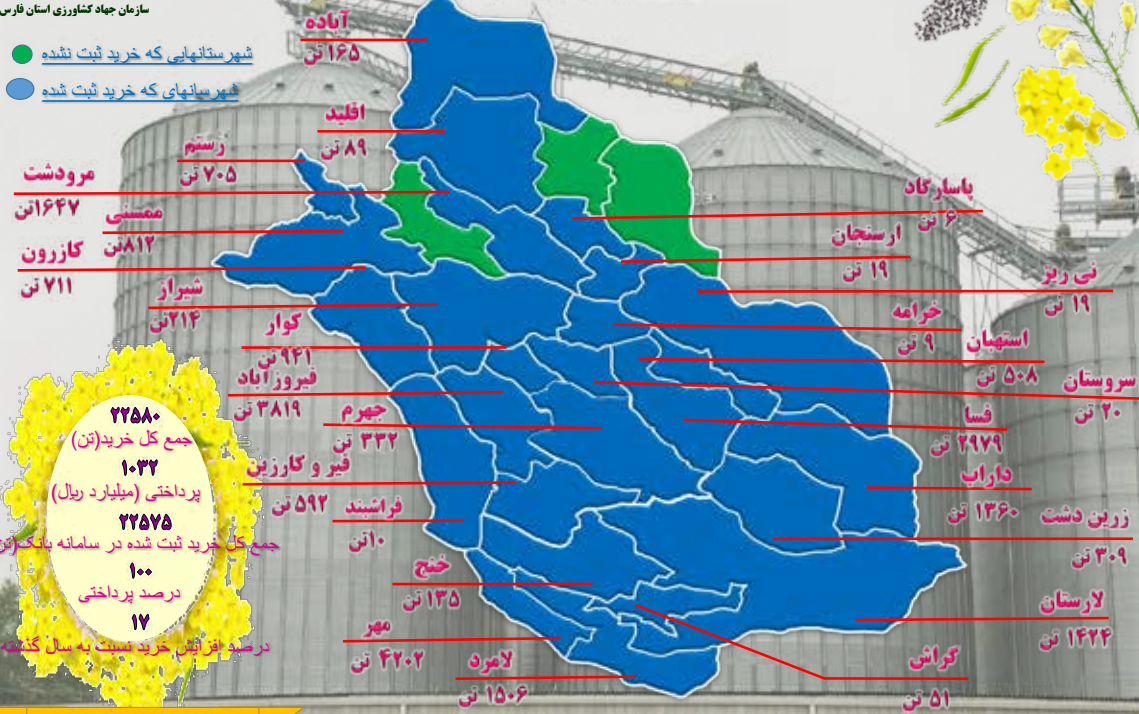 سازمان جهاد کشاورزی استان فارس
شهرستانهایی که خرید ثبت نشده
شهرسانهای که خرید ثبت شده
آباده
۱۶۵ تن
اقلید
۸۹ تن
رستم
۷۰۵ تن
مرودشت
۱۶۴۷تن
ممسنی
۸۱۲تن
کازرون
۷۱۱ تن
شیراز
۲۱۴تن
کوار
۹۴۱ تن
فیروزآباد
۳۸۱۹ تن
جهرم
۳۳۲ تن
قیر و کارزین
۵۹۲ تن
فراشبند
۱۰تن
خنج
۱۳۵ تن
مهر
۴۲۰۲ تن
لامرد
۱۵۰۶ تن
پاسارگاد
۶ تن
ارسنجان
۱۹ تن
نی ریز
۱۹ تن
خرامه
۹ تن
استهبان
۵۰۸ تن
سروستان
۲۰ تن
فسا
۲۹۷۹ تن
داراب
۱۳۶۰ تن
زرین دشت
۳۰۹ تن
لارستان
۱۴۲۴ تن
گراش
۵۱ تن
۲۲۵۸۰
جمع کل خرید(تن)
۱۰۳۲
پرداختی (میلیارد ریال)
۲۲۵۷۵
جمع کل خرید ثبت شده در سامانه بانک(تن
۱۰۰
درصد پرداختی
۱۷
درصد افزایش خرید نسبت به سال گذشته